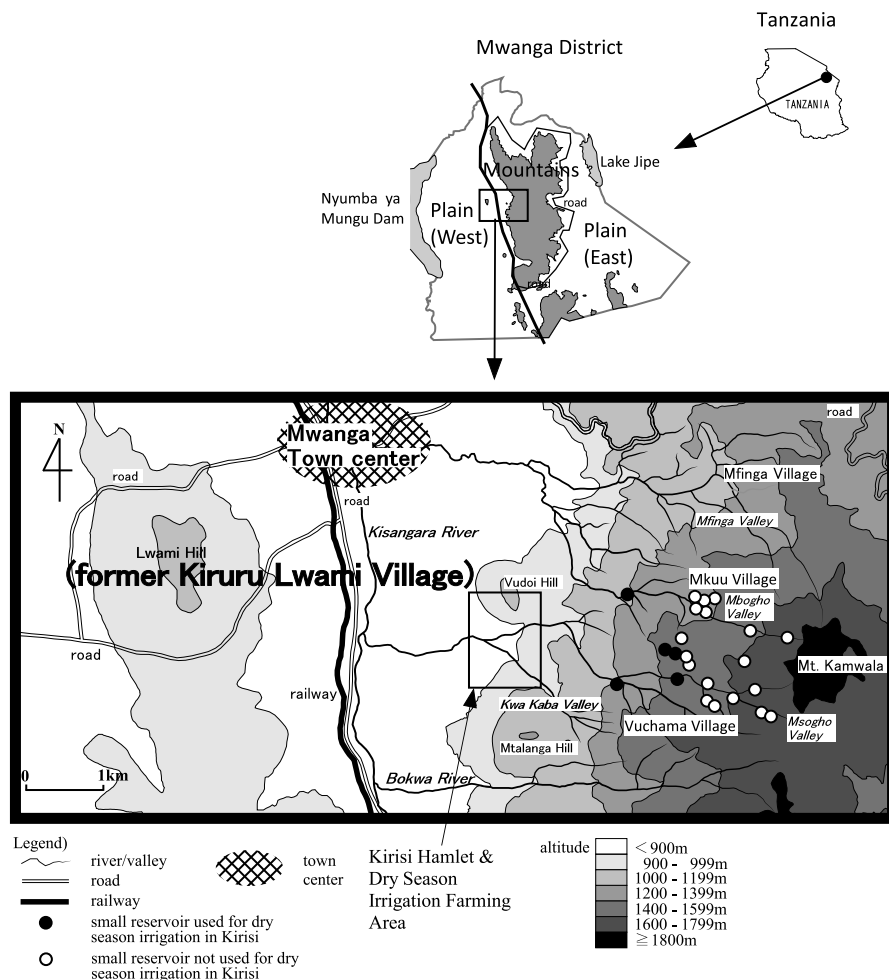 Tanzania
Mwanga District
TANZANIA
Mountains
Lake Jipe
Nyumba ya
Mungu Dam
road
Plain
(West)
Plain
(East)
road
road
N
Mwanga
Town center
road
road
Mfinga Village
Kisangara River
Mfinga Valley
Lwami Hill
(former Kiruru Lwami Village)
Vudoi Hill
Mkuu Village
Mbogho
Valley
road
Mt. Kamwala
railway
Kwa Kaba Valley
Vuchama Village
Msogho
Valley
Mtalanga Hill
0 1km
Bokwa River
Legend)
river/valley
road
railway
small reservoir used for dry
season irrigation in Kirisi
small reservoir not used for dry
season irrigation in Kirisi
town
center
Kirisi Hamlet &
Dry Season
Irrigation Farming
Area
altitude
< 900m
900 - 999m
1000 - 1199m
1200 - 1399m
1400 - 1599m
1600 - 1799m
≧ 1800m